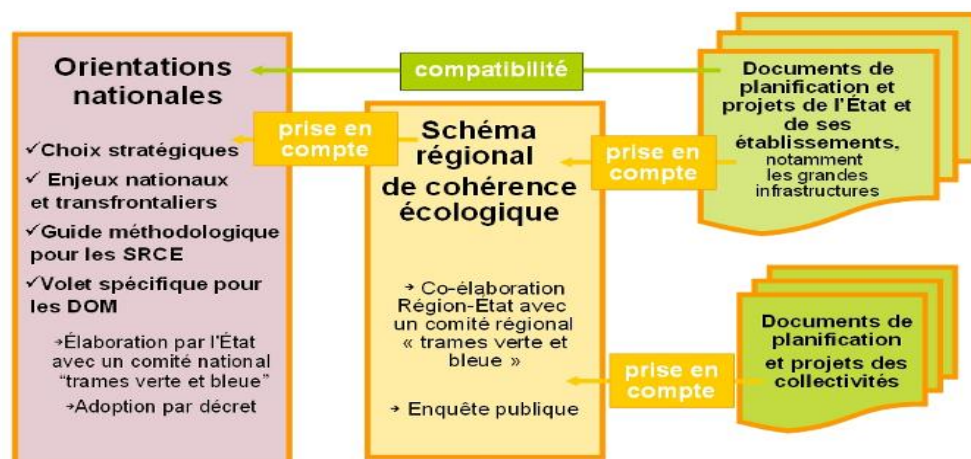 Orientations
nationales
✓Choix stratégiques
✓ Enjeux nationaux
et transfrontaliers
✓Guide méthodologique
pour les SRCE
✓Volet spécifique pour
les DOM
→Élaboration par l'État
avec un comité national
“trames verte et bleue”
→Adoption par décret
compatibilité
prise en
compte
Schéma
régional
de cohérence
écologique
→ Co-élaboration
Région-État avec
un comité régional
« trames verte et
bleue »
→ Enquête publique
prise en
compte
Documents de
planification et
projets de l'État et
de ses
établissements,
notamment
les grandes
infrastructures
prise en
compte
Documents de
planification
et projets des
collectivités